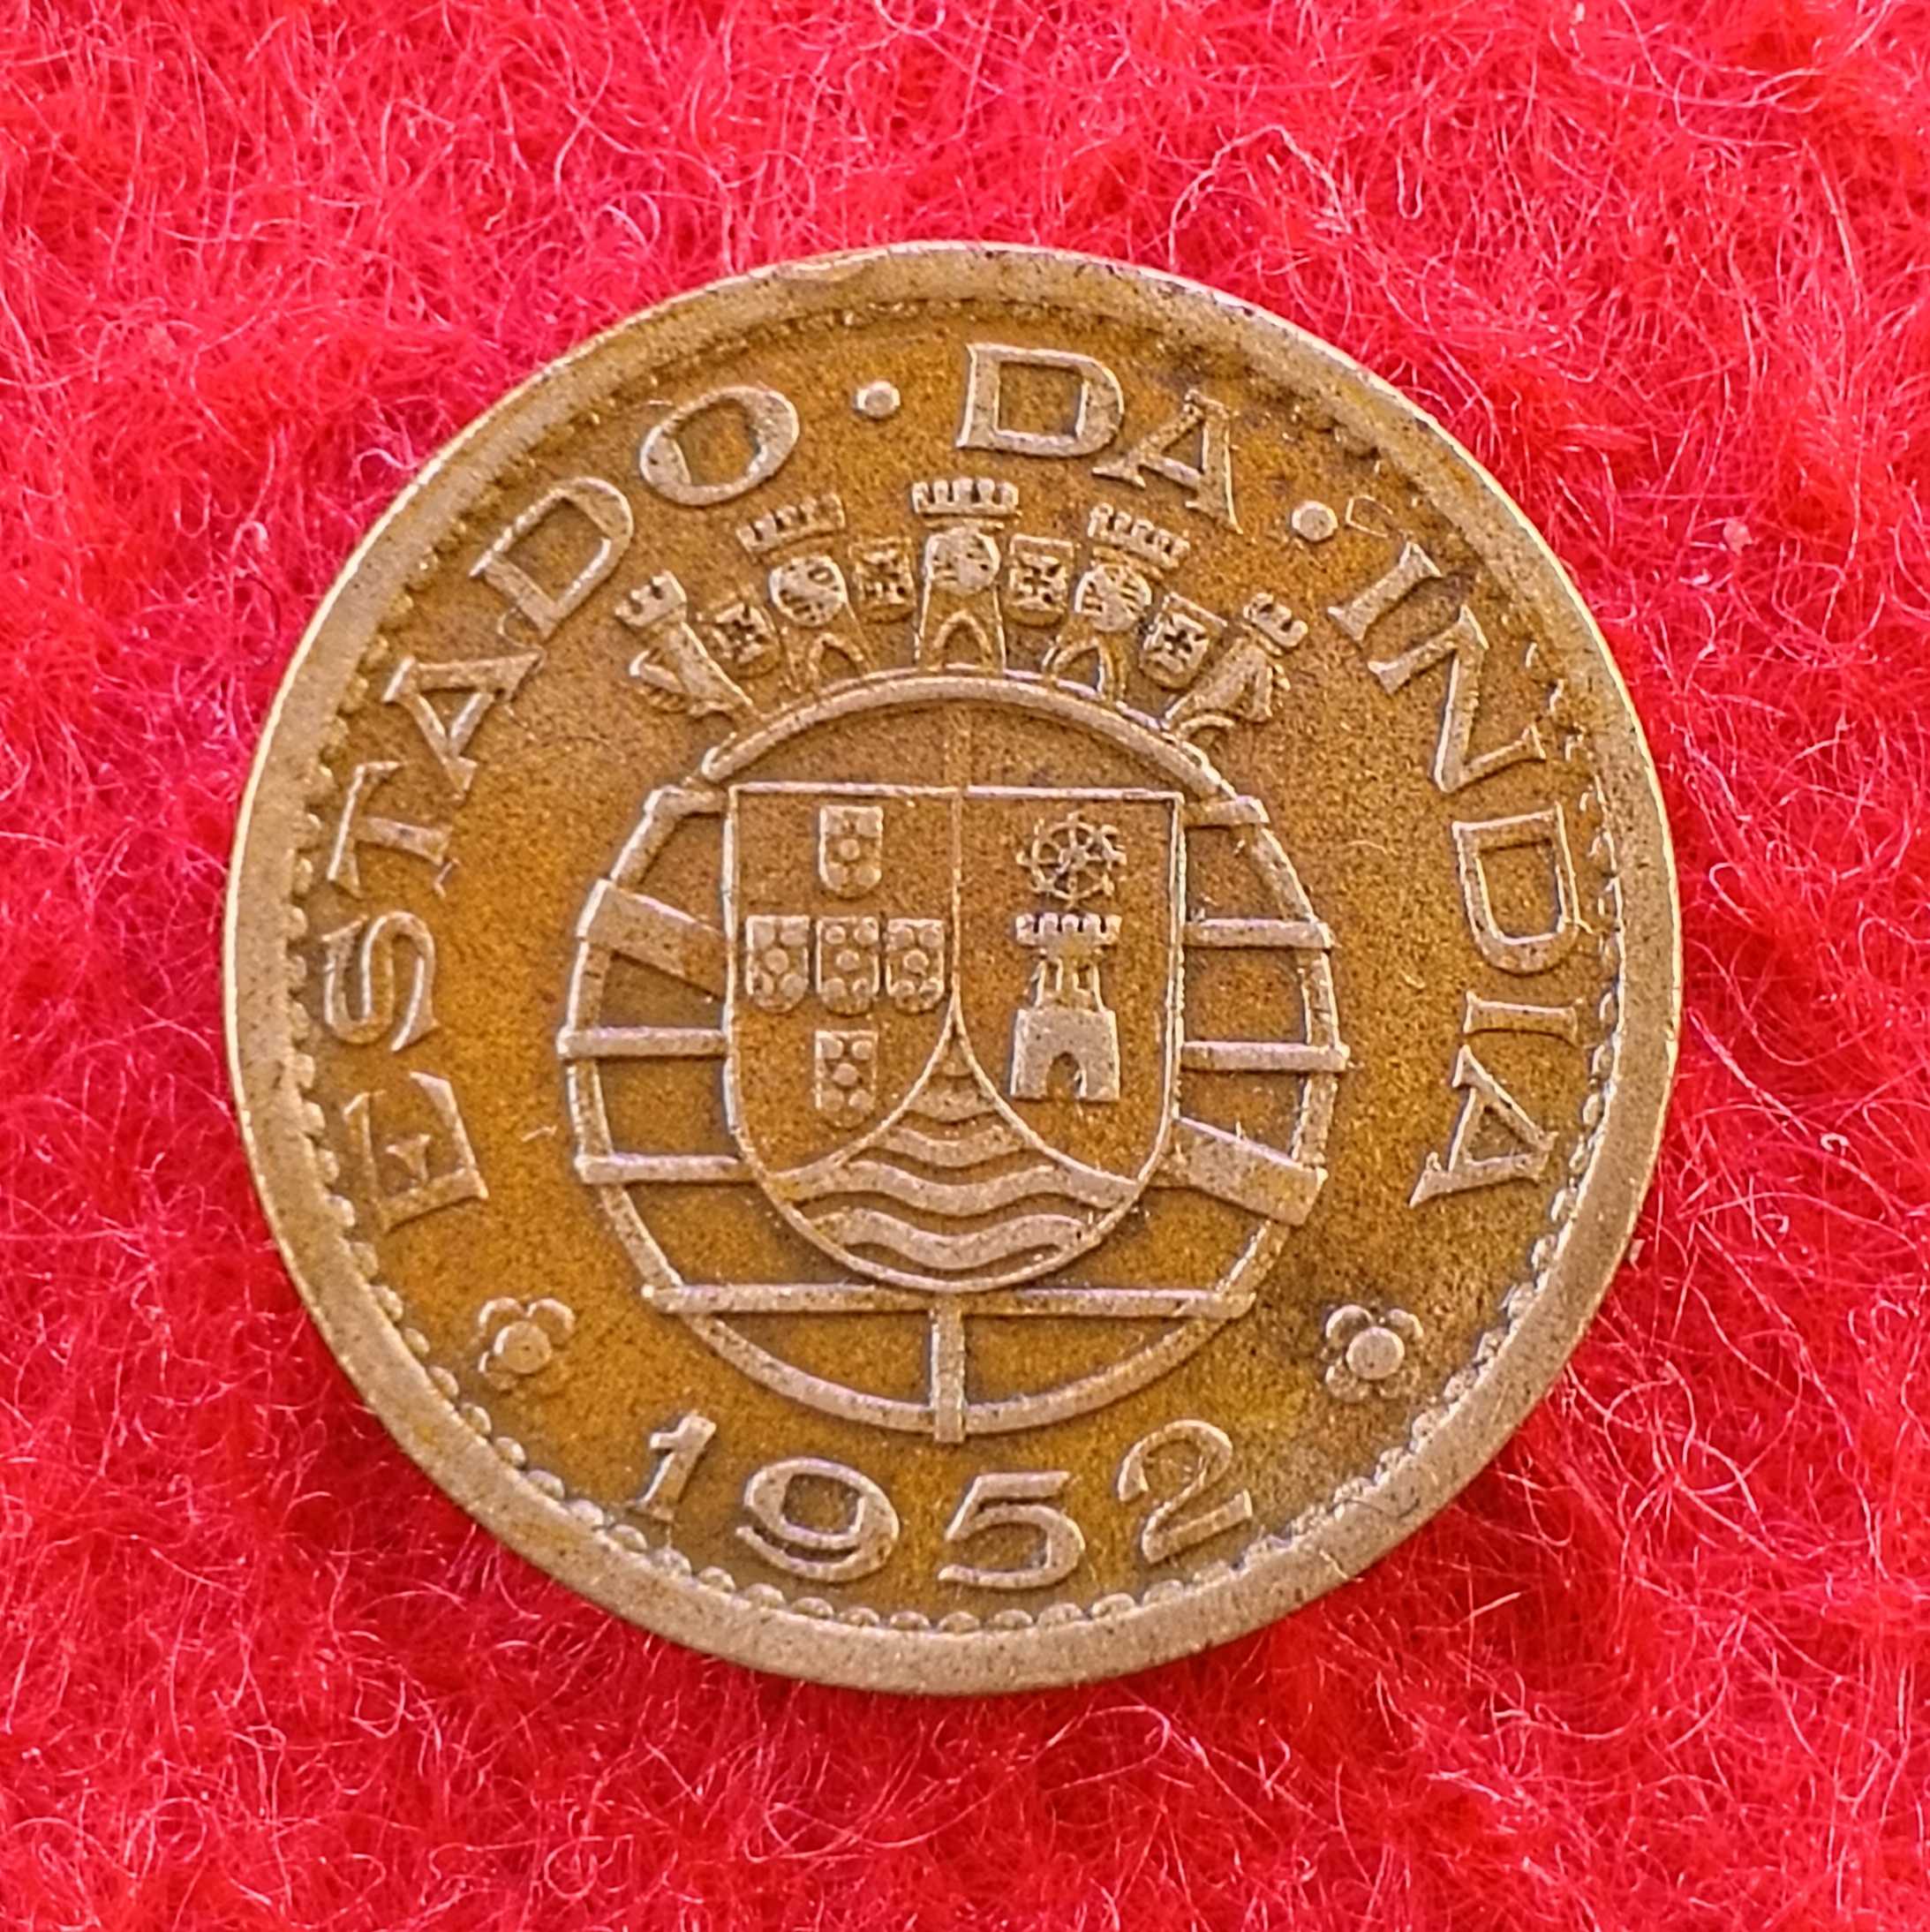 ESTADO · DA · INDIA
1952